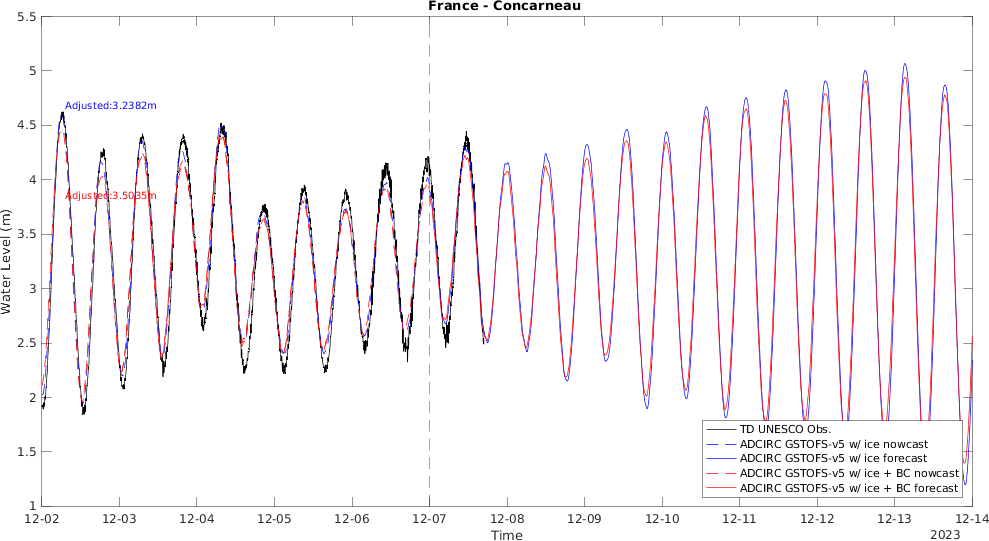 France - Concarneau
5.5
5
4.5
4
3.5
3
2.5
2
1.5
1
Water Level (m)
Adjusted:3.2382m
Adjusted:3.5035m
TD UNESCO Obs.
ADCIRC GSTOFS-v5 w/ ice nowcast
ADCIRC GSTOFS-v5 w/ ice forecast
ADCIRC GSTOFS-v5 w/ ice + BC nowcast
ADCIRC GSTOFS-v5 w/ ice + BC forecast
12-02 12-03 12-04 12-05 12-06 12-07 12-08 12-09 12-10 12-11 12-12 12-13 12-14
Time
2023